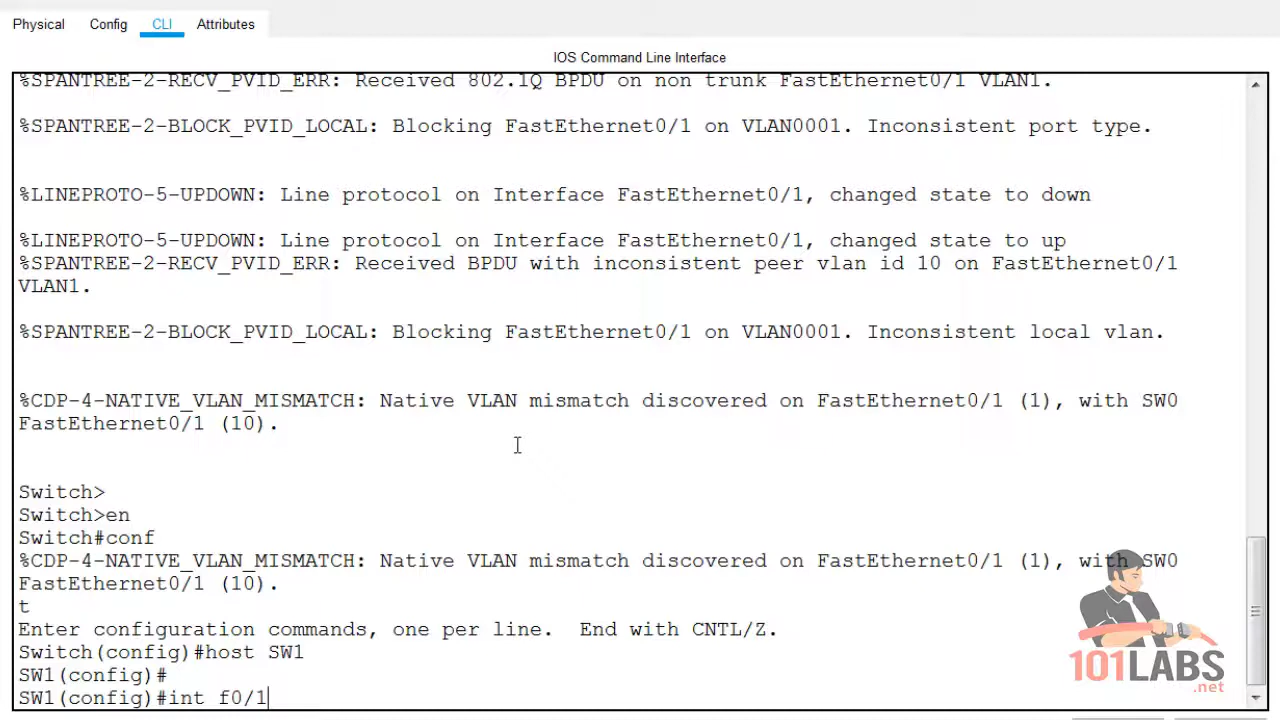 Physical Config CLI Attributes
IOS Command Line Interface
%SPANTREE-2-RECV_PVID_ERR: Received 802.1Q BPDU on non trunk FastEthernet0/1 VLAN1.
%SPANTREE-2-BLOCK_PVID_LOCAL: Blocking FastEthernet0/1 on VLAN0001. Inconsistent port type.
%LINEPROTO-5-UPDOWN: Line protocol on Interface FastEthernet0/1, changed state to down
%LINEPROTO-5-UPDOWN: Line protocol on Interface FastEthernet0/1, changed state to up
%SPANTREE-2-RECV_PVID_ERR: Received BPDU with inconsistent peer vlan id 10 on FastEthernet0/1
VLAN1.
%SPANTREE-2-BLOCK_PVID_LOCAL: Blocking FastEthernet0/1 on VLAN0001. Inconsistent local vlan.
%CDP-4-NATIVE_VLAN_MISMATCH: Native VLAN mismatch discovered on FastEthernet0/1 (1), with SW0
FastEthernet0/1 (10).
Switch>
Switch>en
Switch#conf
%CDP-4-NATIVE_VLAN_MISMATCH: Native VLAN mismatch discovered on FastEthernet0/1 (1), with SW0
FastEthernet0/1 (10).
t
Enter configuration commands, one per line.  End with CNTL/Z.
Switch(config)#host SW1
SW1(config)#
SW1(config)#int f0/1
101LABS
.net